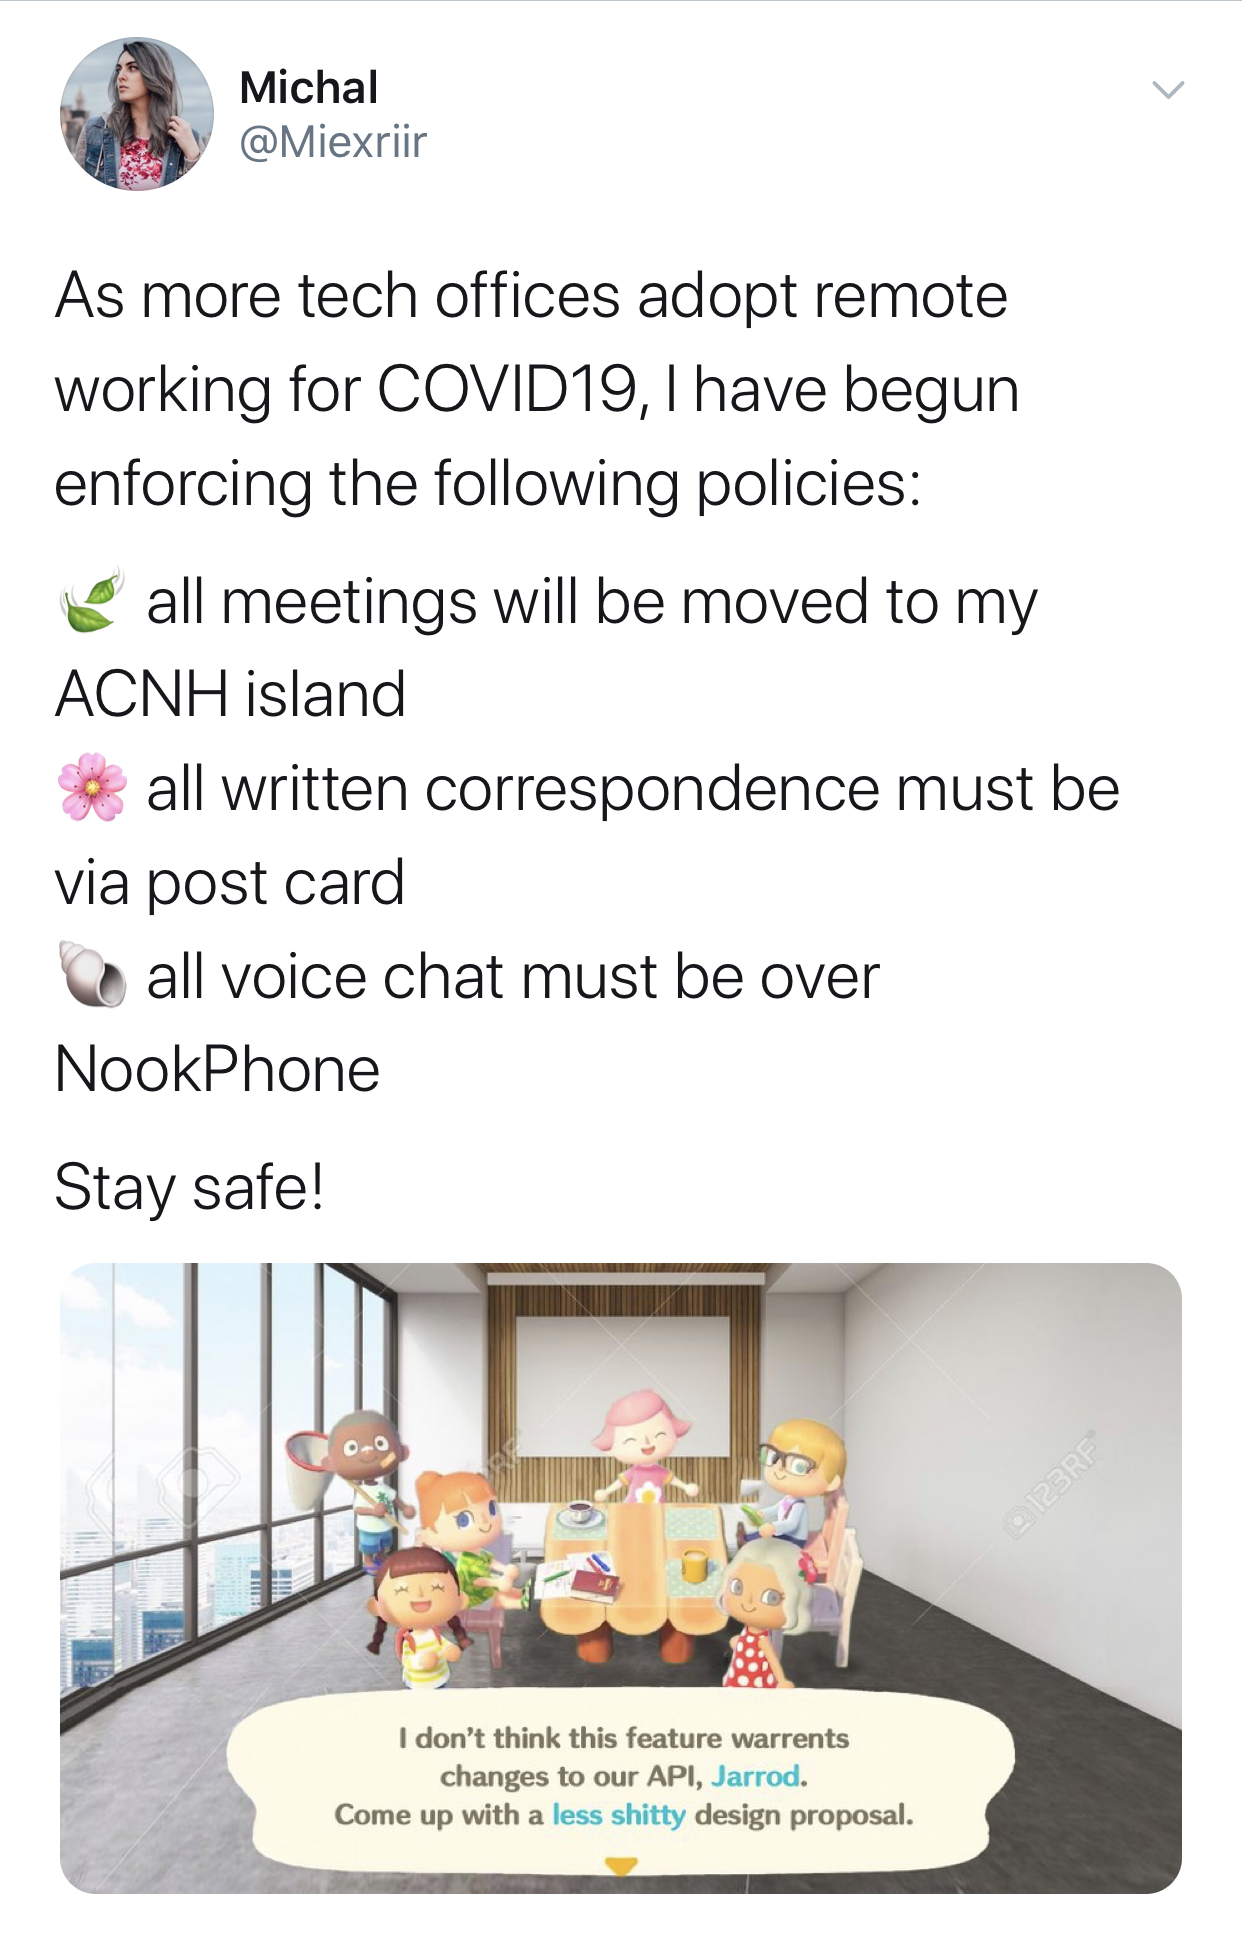 Michal
@Miexriir
As more tech offices adopt remote
working for COVID19, I have begun
enforcing the following policies:
🍃 all meetings will be moved to my
ACNH island
🌸 all written correspondence must be
via post card
🐚 all voice chat must be over
NookPhone
Stay safe!
123RF
I don't think this feature warrents
changes to our API, Jarrod.
Come up with a less shitty design proposal.